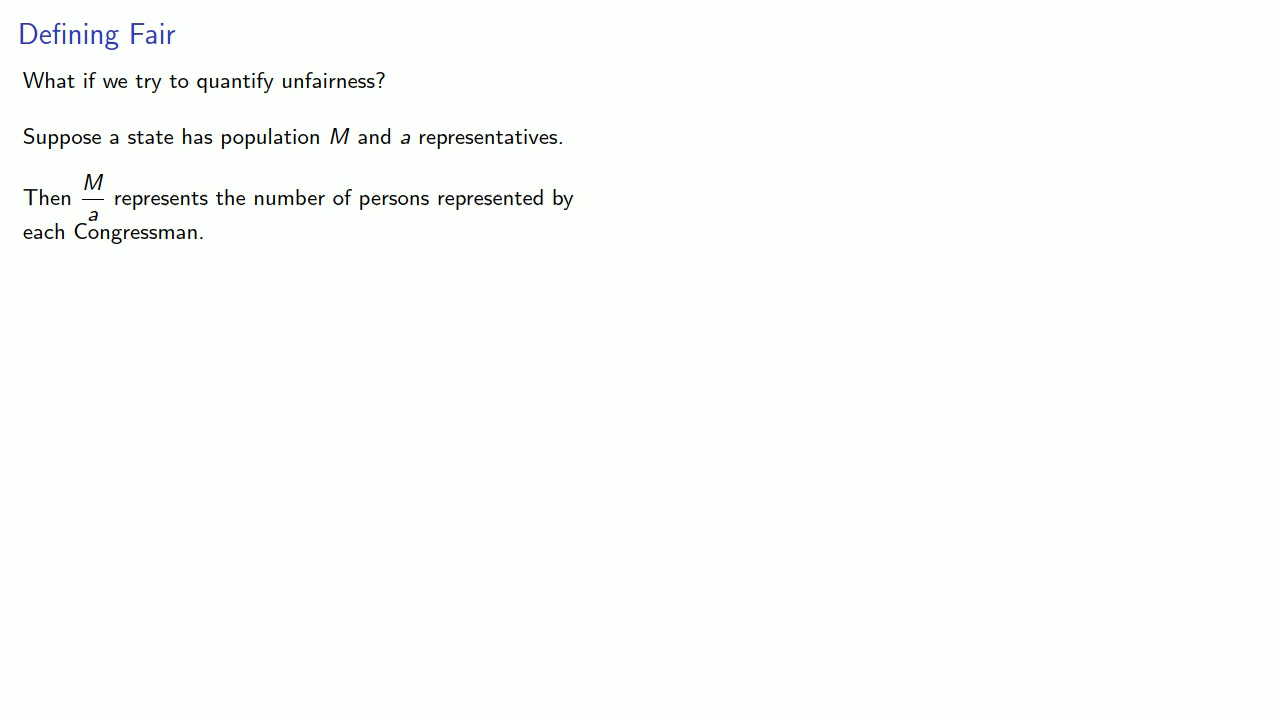 Defining Fair
What if we try to quantify unfairness?
Suppose a state has population M and a representatives.
Then M/a represents the number of persons represented by
each Congressman.